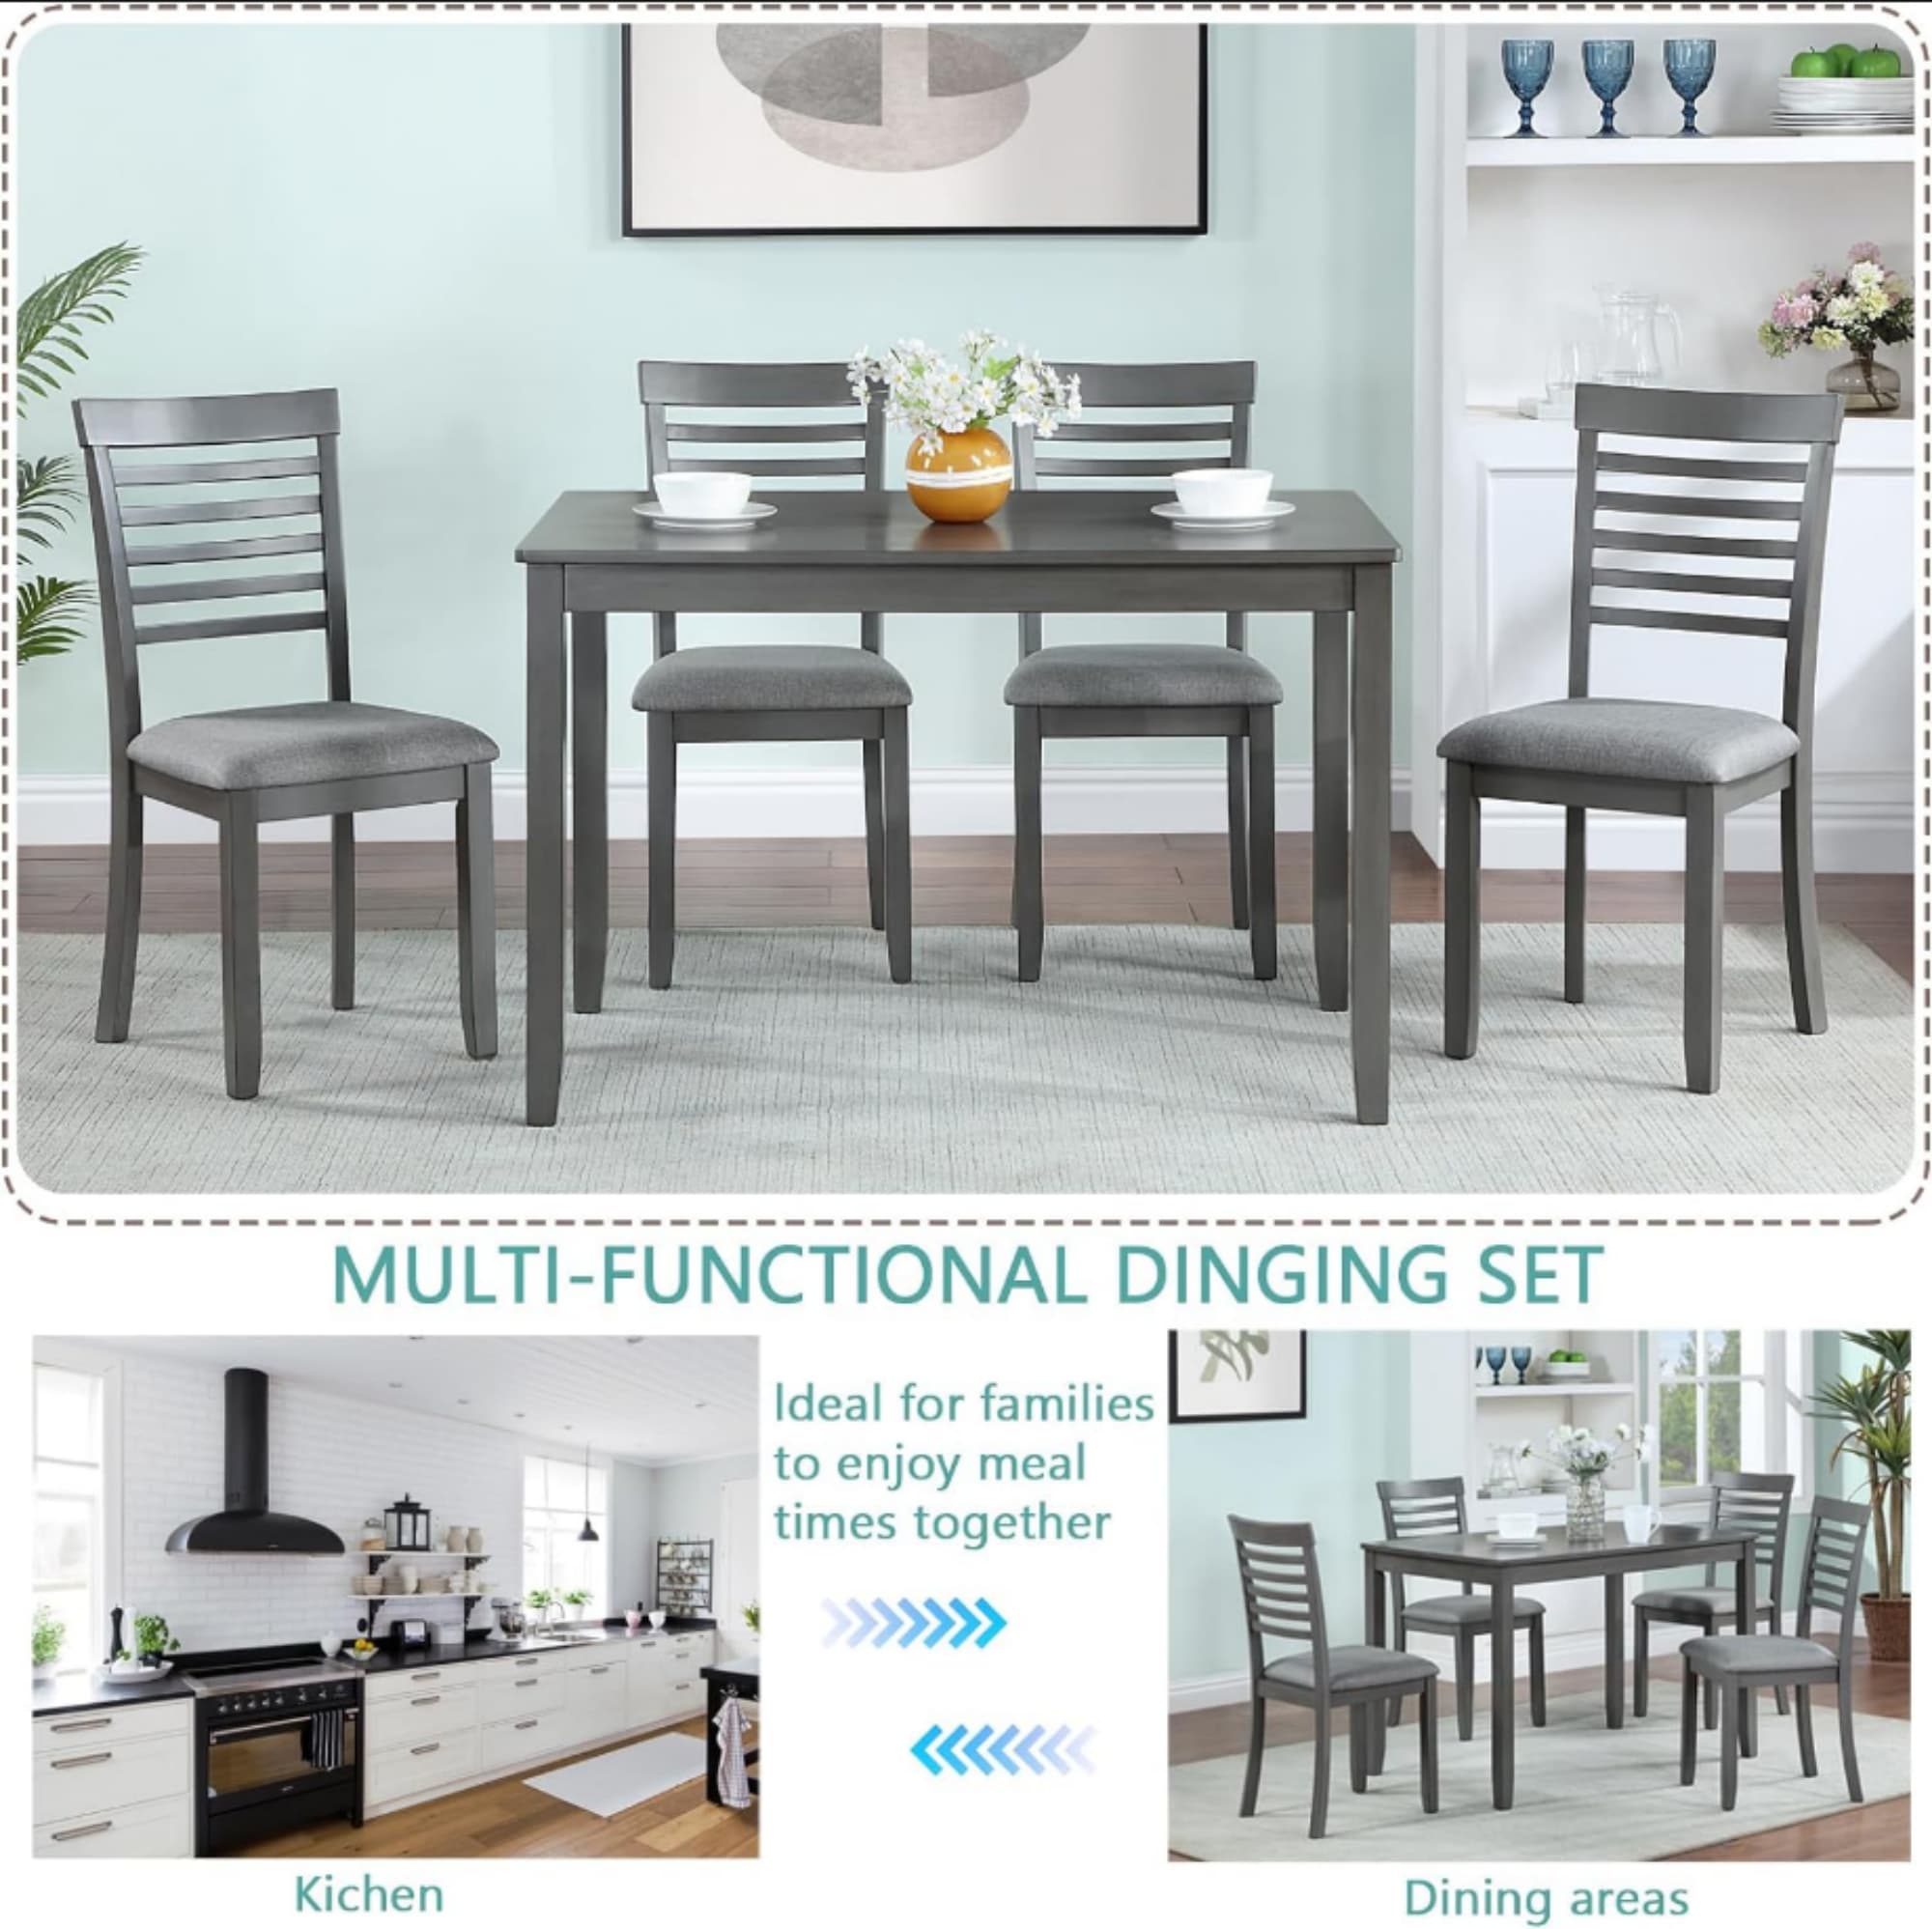 MULTI-FUNCTIONAL DINGING SET
Ideal for families
to enjoy meal
times together
Kichen
Dining areas